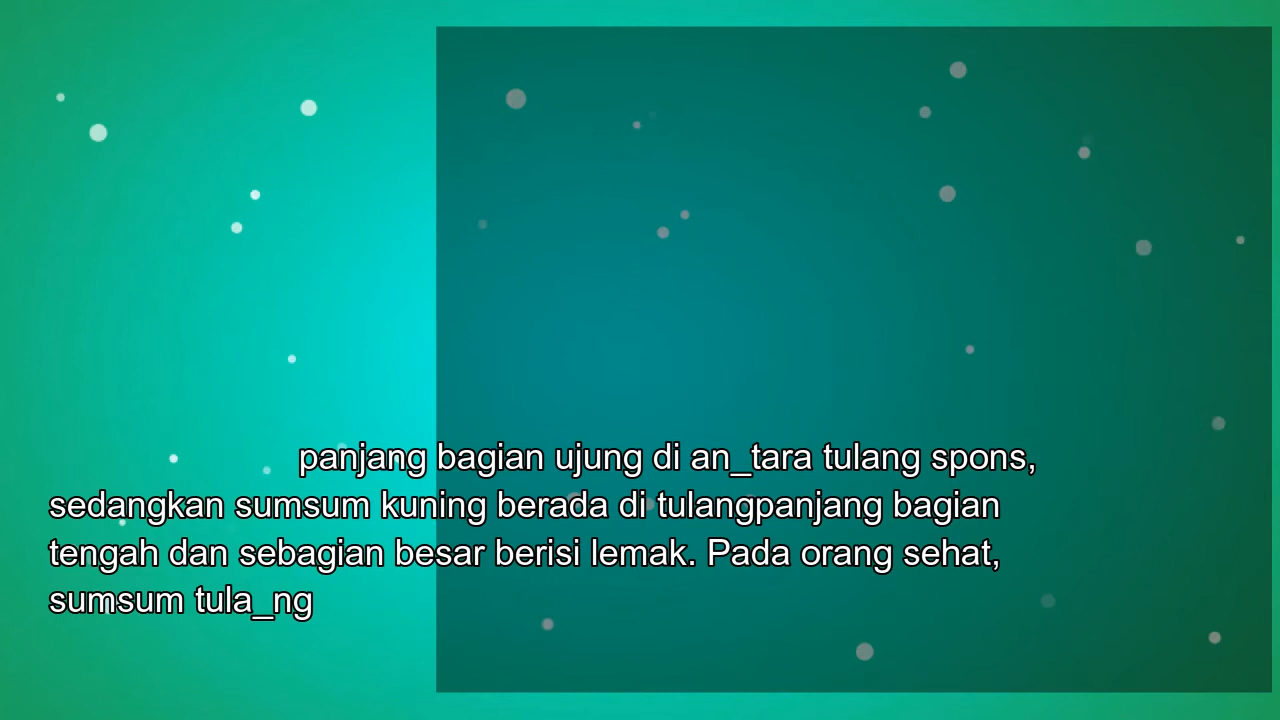 panjang bagian ujung di an_tara tulang spons,
sedangkan sumsum kuning berada di tulangpanjang bagian
tengah dan sebagian besar berisi lemak. Pada orang sehat,
sumsum tula_ng